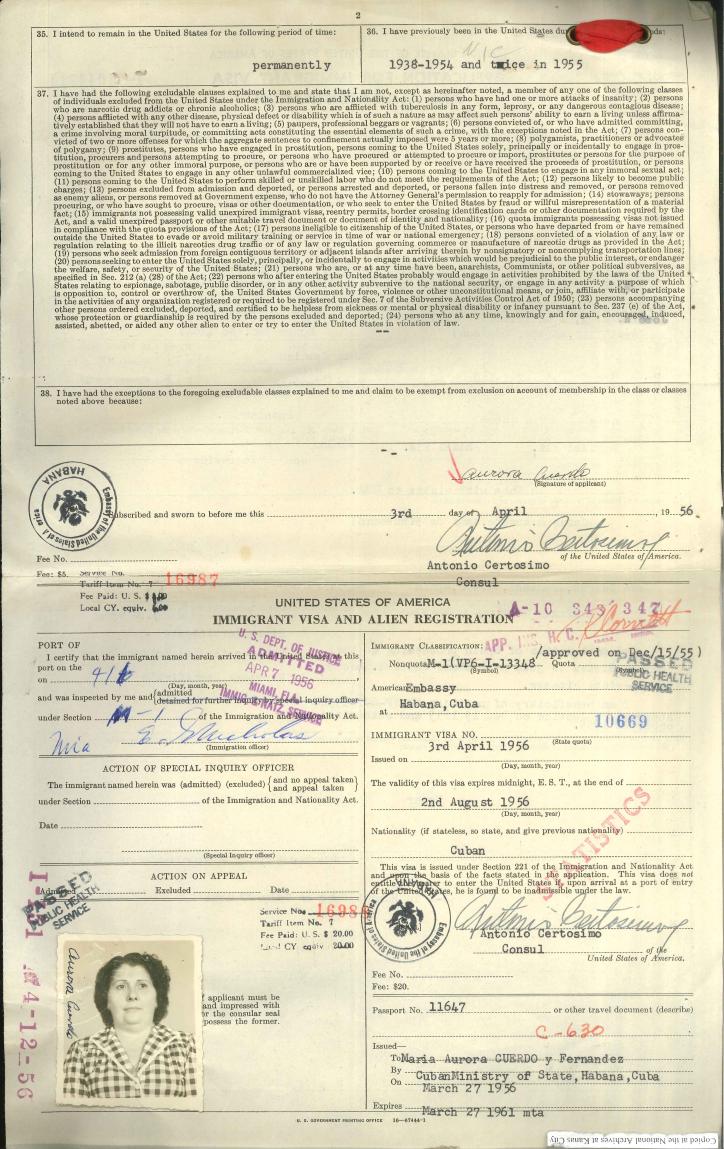 2
35. I intend to remain in the United States for the following period of time:
permanently
36. I have previously been in the United States
1938-1954 and twice in 1955
37. I have had the following excludable classes explained to me and state that I am not, except as hereinafter noted, a member of any one of the following classes
of individuals excluded from the United States under the Immigration and Nationality Act: (1) persons who have had one or more attacks of insanity; (2) persons
who are narcotic drug addicts or chronic alcoholics; (3) persons who are afflicted with tuberculosis in any form, leprosy, or any dangerous contagious disease;
(4) persons afflicted with any other disease, physical defect or disability which is of such a nature as may affect such persons' ability to earn a living unless affirma-
tively established that they will not have to earn a living; (5) paupers, professional beggars or vagrants; (6) persons convicted of, or who have admitted committing,
a crime involving moral turpitude, or committing acts constituting the essential elements of such a crime, with the exceptions noted in the Act; (7) persons con-
victed of two or more offenses for which the aggregate sentences to confinement actually imposed were 5 years or more; (8) polygamists, practitioners or advocates
of polygamy; (9) prostitutes, persons who have engaged in prostitution, persons coming to the United States solely, principally or incidentally to engage in pros-
titution, procurers and persons attempting to procure, or persons who have procured or attempted to procure or import, prostitutes or persons for the purpose of
prostitution or for any other immoral purpose, or persons who are or have been supported by or receive or have received the proceeds of prostitution, or persons
coming to the United States to engage in any other unlawful commercialized vice; (10) persons coming to the United States to engage in any immoral sexual act;
(11) persons coming to the United States to perform skilled or unskilled labor who do not meet the requirements of the Act; (12) persons likely to become public
charges; (13) persons excluded from admission and deported, or persons arrested and deported, or persons fallen into distress and removed, or persons removed
as enemy aliens, or persons removed at Government expense, who do not have the Attorney General's permission to reapply for admission; (14) stowaways; persons
procuring, or who have sought to procure, visas or other documentation, or who seek to enter the United States by fraud or willful misrepresentation of a material
fact; (15) immigrants not possessing valid unexpired immigrant visas, reentry permits, border crossing identification cards or other documentation required by the
Act, and a valid unexpired passport or other suitable travel document or document of identity and nationality; (16) quota immigrants possessing visas not issued
in compliance with the quota provisions of the Act; (17) persons ineligible to citizenship of the United States, or persons who have departed from or have remained
outside the United States to evade or avoid military training or service in time of war or national emergency; (18) persons convicted of a violation of any law or
regulation relating to the illicit narcotic drug traffic or of any law or regulation governing commerce or manufacture of narcotic drugs as provided in the Act;
(19) persons who seek admission from foreign contiguous territory or adjacent islands after arriving therein by nonsignatory or noncomplying transportation lines;
(20) persons seeking to enter the United States solely, principally, or incidentally to engage in activities which would be prejudicial to the public interest, or endanger
the welfare, safety, or security of the United States; (21) persons who are, or at any time have been, anarchists, Communists, or other political subversives, as
specified in Sec. 212 (a) (28) of the Act; (22) persons who after entering the United States probably would engage in activities prohibited by the laws of the United
States relating to espionage, sabotage, public disorder, or in any other activity subversive to the national security, or engage in any activity a purpose of which
is opposition to, control of or overthrow of, the United States Government by force, violence or other unconstitutional means, or join, affiliate with, or participate
in the activities of any organization registered or required to be registered under Sec. 7 of the Subversive Activities Control Act of 1950; (23) persons accompanying
other persons ordered excluded, deported, and certified to be helpless from sickness or mental or physical disability or infancy pursuant to Sec. 237 (e) of the Act,
whose protection or guardianship is required by the persons excluded and deported; (24) persons who at any time, knowingly and for gain, encouraged, induced,
assisted, abetted, or aided any other alien to enter or try to enter the United States in violation of law.
38. I have had the exceptions to the foregoing excludable classes explained to me and claim to be exempt from exclusion on account of membership in the class or classes
noted above because:
Aurora Cuerdo
(Signature of applicant)
HABANA
Embassy of the United States of America
Subscribed and sworn to before me this 3rd day of April, 1956
Antonio Certosimo
Antonio Certosimo
of the United States of America.
Consul
Fee No.
Fee: $5.
Service No. 16987
Tariff Item No. 7
Fee Paid: U. S. $
Local CY. equiv.
UNITED STATES OF AMERICA
IMMIGRANT VISA AND ALIEN REGISTRATION
A-10 343 347
PORT OF
I certify that the immigrant named herein arrived in the United States at this
port on the
on
(Day, month, year)
U. S. DEPT. OF JUSTICE
ADMITTED
APR 7 1956
MIAMI, FLA.
IMMIG. & NATZ. SERVICE
and was inspected by me and {admitted
{detained for further inquiry by special inquiry officer
under Section M-1 of the Immigration and Nationality Act.
Mia
(Immigration officer)
ACTION OF SPECIAL INQUIRY OFFICER
The immigrant named herein was (admitted) (excluded) {and no appeal taken}
{and appeal taken}
under Section of the Immigration and Nationality Act.
Date
(Special Inquiry officer)
ACTION ON APPEAL
Admitted Excluded Date
PASSED
PUBLIC HEALTH
SERVICE
4-12-56
Service No. 1698
Tariff Item No. 7
Fee Paid: U. S. $ 20.00
Local CY. equiv. 20.00
Aurora Cuerdo
f applicant must be
and impressed with
or the consular seal
possess the former.
IMMIGRANT CLASSIFICATION:
APP. INS. H/C.
/approved on Dec/15/55)
Nonquota M-1(VP6-I-13348 Quota
(Symbol) (Symbol)
PASSED
PUBLIC HEALTH
SERVICE
American Embassy
at Habana,Cuba
10669
IMMIGRANT VISA NO.
(State quota)
3rd April 1956
Issued on
(Day, month, year)
The validity of this visa expires midnight, E. S. T., at the end of
2nd August 1956
(Day, month, year)
Nationality (if stateless, so state, and give previous nationality)
Cuban
STATISTICS
This visa is issued under Section 221 of the Immigration and Nationality Act
and upon the basis of the facts stated in the application. This visa does not
entitle the bearer to enter the United States if, upon arrival at a port of entry
of the United States, he is found to be inadmissible under the law.
HABANA
Embassy of the United States of America
Antonio Certosimo
Antonio Certosimo
Consul of the
United States of America.
Fee No.
Fee: $20.
Passport No. 11647
or other travel document (describe)
C-630
Issued—
To Maria Aurora CUERDO y Fernandez
By Cuban Ministry of State, Habana,Cuba
On March 27 1956
Expires March 27 1961 mta
U. S. GOVERNMENT PRINTING OFFICE 16—67444-1
Copied at the National Archives at Kansas City